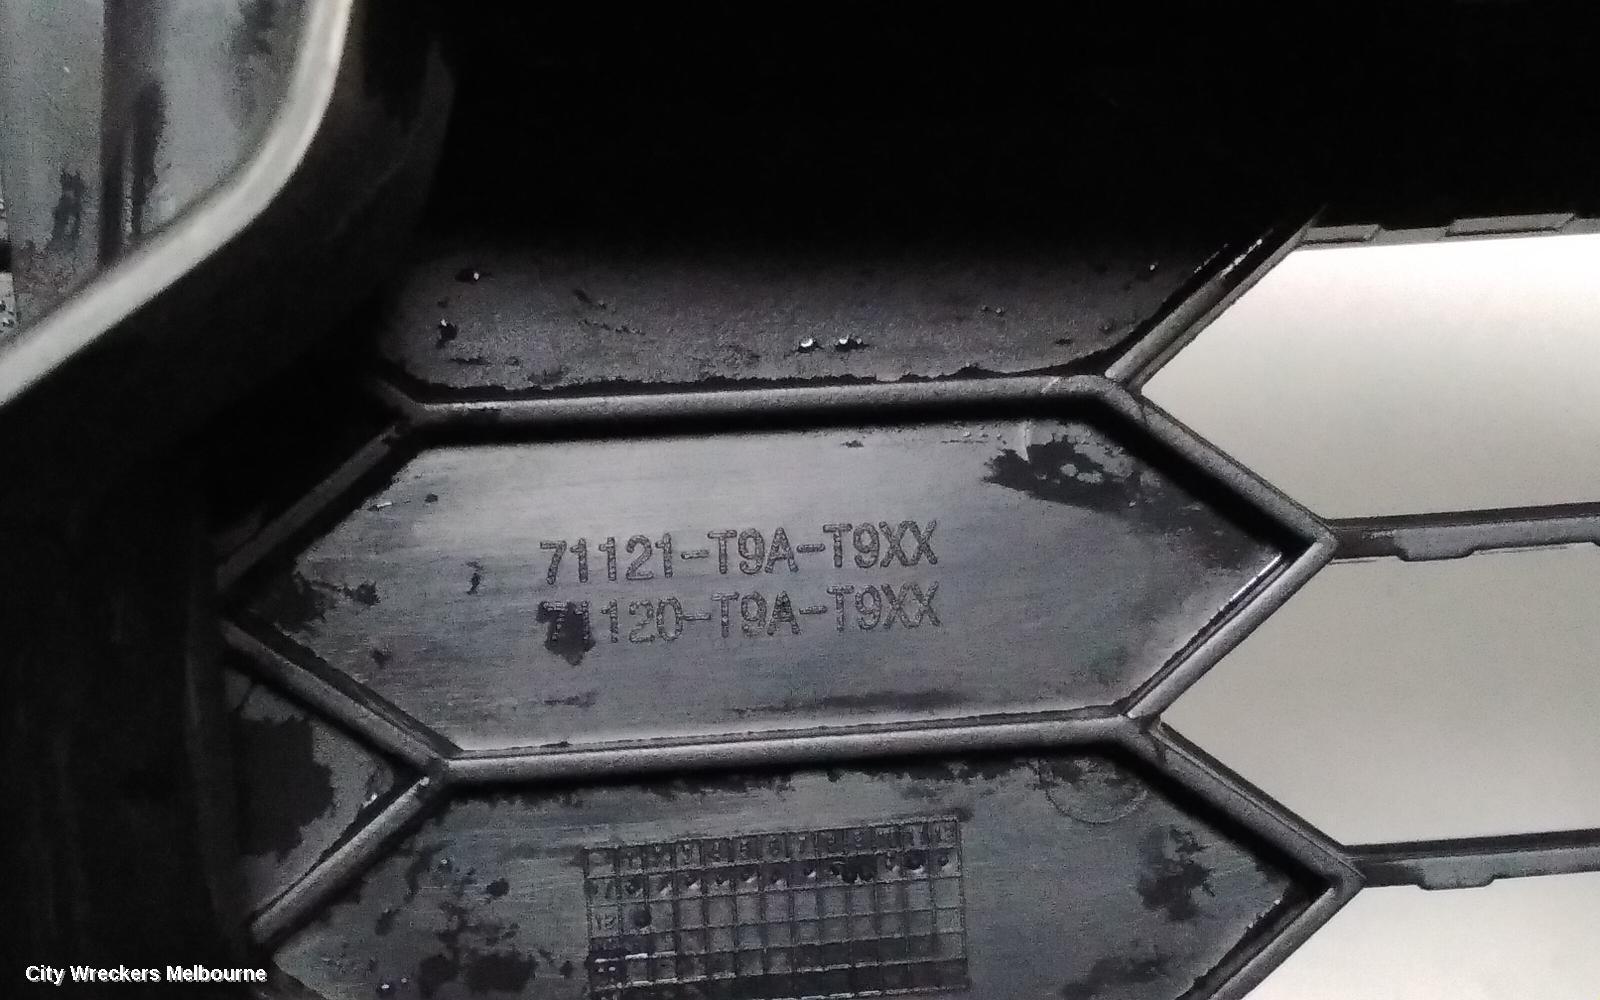 71121-T9A-T9XX
71120-T9A-T9XX
City Wreckers Melbourne